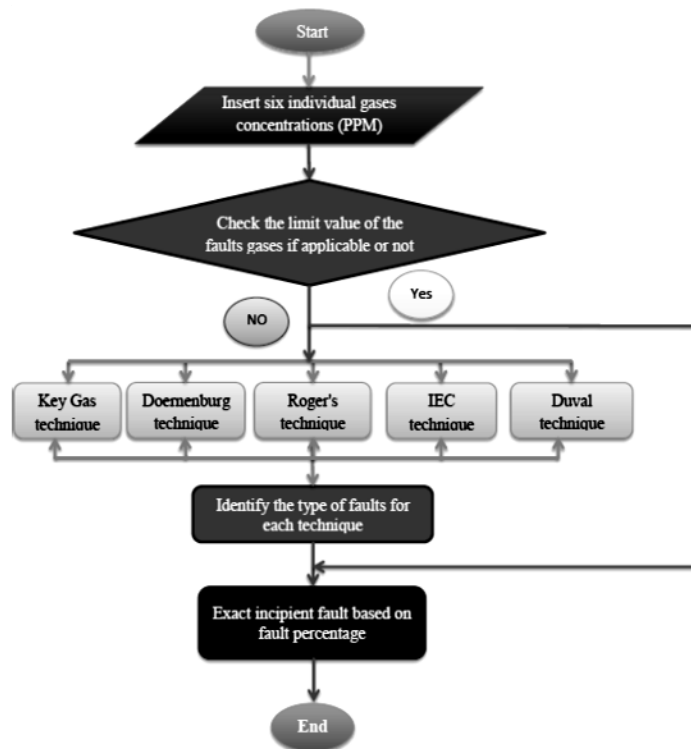 Start
Insert six individual gases
concentrations (PPM)
Check the limit value of the
faults gases if applicable or not
Yes
NO
Key Gas
technique
Doernenburg
technique
Roger's
technique
IEC
technique
Duval
technique
Identify the type of faults for
each technique
Exact incipient fault based on
fault percentage
End